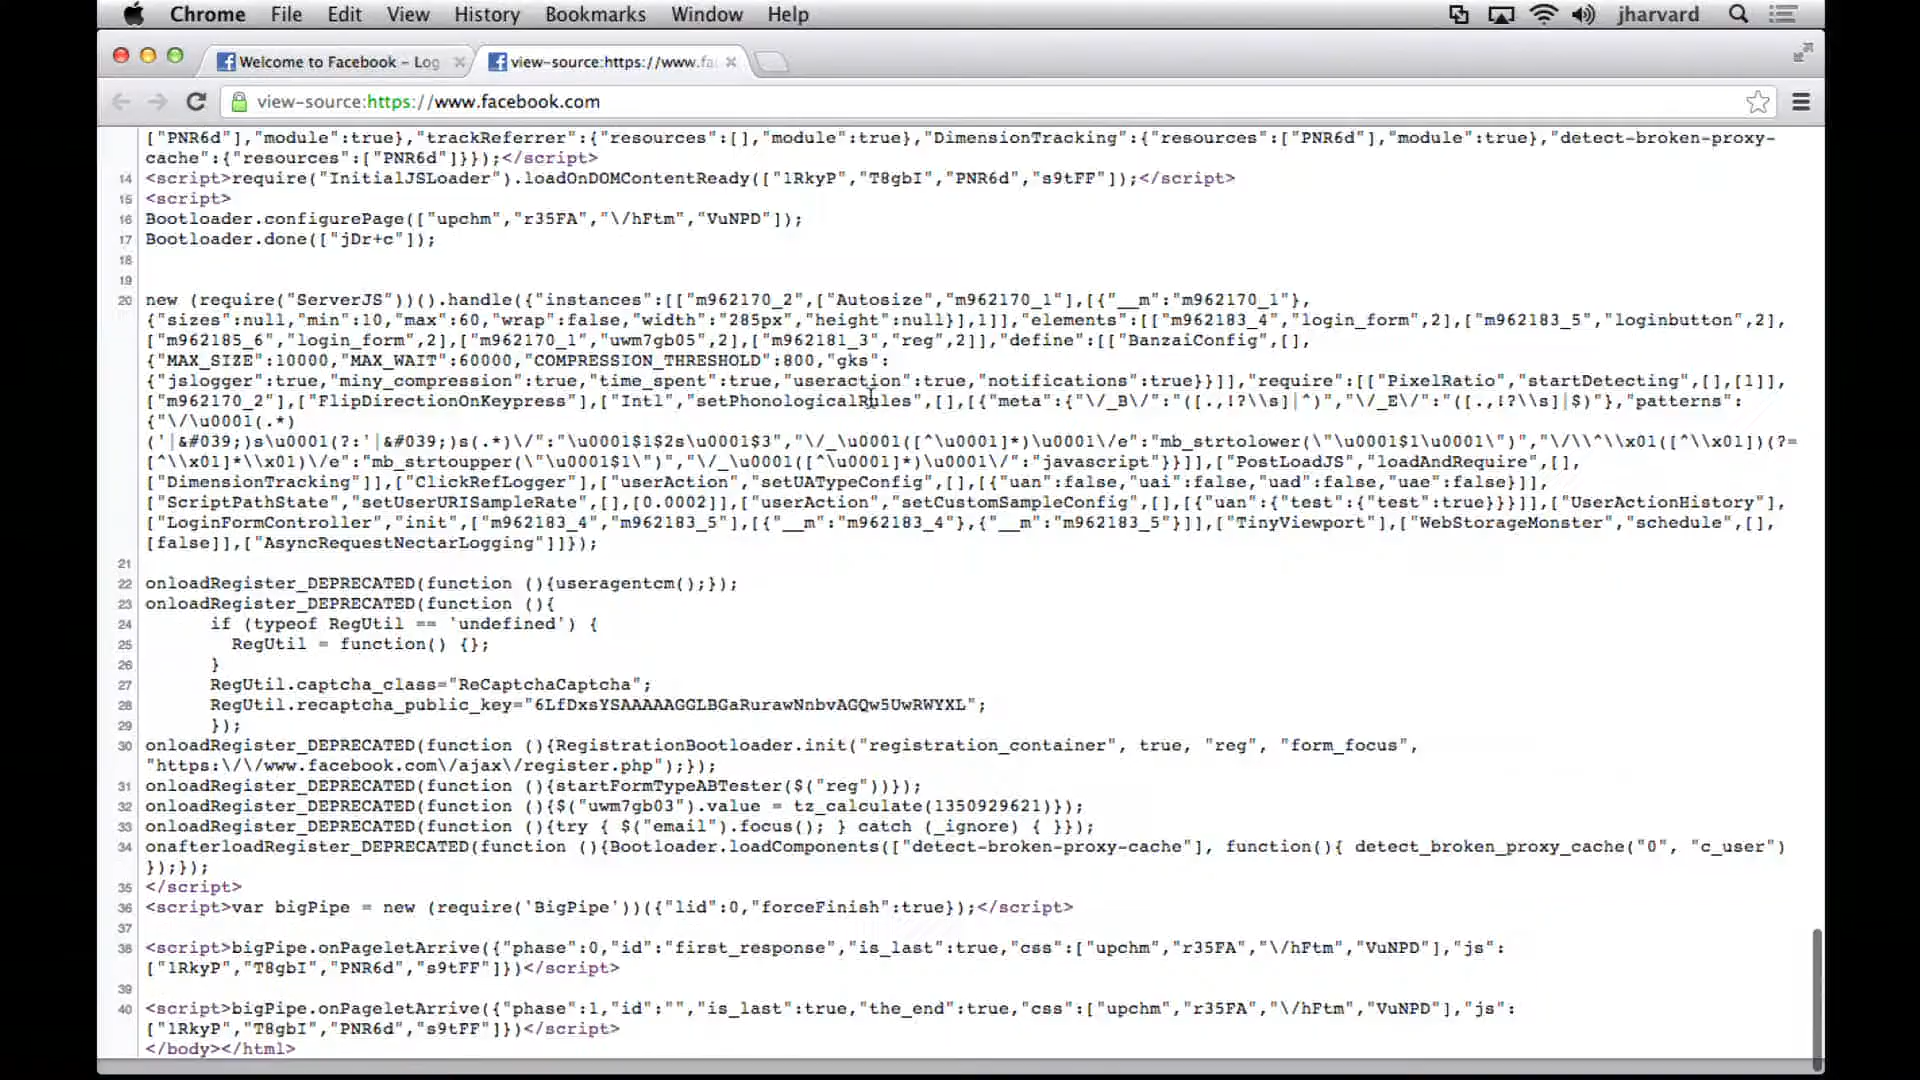 Chrome File Edit View History Bookmarks Window Help jharvard
Welcome to Facebook - Log
view-source:https://www.fa
view-source:https://www.facebook.com
["PNR6d"],"module":true},"trackReferrer":{"resources":[],"module":true},"DimensionTracking":{"resources":["PNR6d"],"module":true},"detect-broken-proxy-
cache":{"resources":["PNR6d"]}});</script>
14 <script>require("InitialJSLoader").loadOnDOMContentReady(["1RkyP","T8gbI","PNR6d","s9tFF"]);</script>
15 <script>
16 Bootloader.configurePage(["upchm","r35FA","\/hFtm","VuNPD"]);
17 Bootloader.done(["jDr+c"]);
18
19
20 new (require("ServerJS"))().handle({"instances":[["m962170_2",["Autosize","m962170_1"],[{"__m":"m962170_1"},
{"sizes":null,"min":10,"max":60,"wrap":false,"width":"285px","height":null}],1]],"elements":[["m962183_4","login_form",2],["m962183_5","loginbutton",2],
["m962185_6","login_form",2],["m962170_1","uwm7gb05",2],["m962181_3","reg",2]],"define":[["BanzaiConfig",[],
{"MAX_SIZE":10000,"MAX_WAIT":60000,"COMPRESSION_THRESHOLD":800,"gks":
{"jslogger":true,"miny_compression":true,"time_spent":true,"useraction":true,"notifications":true}}]],"require":[["PixelRatio","startDetecting",[],[1]],
["m962170_2"],["FlipDirectionOnKeypress"],["Intl","setPhonologicalRules",[],[{"meta":{"\/_B\/":"([.,!?\\s]|^)","\/_E\/":"([.,!?\\s]|$)"},"patterns":
{"\/\u0001(.*)
('|&#039;)s\u0001(?:'|&#039;)s(.*)\/":"\u0001$1$2s\u0001$3","\/_\u0001([^\u0001]*)\u0001\/e":"mb_strtolower(\"\u0001$1\u0001\")","\/\\^\\x01([^\\x01])(?=
[^\\x01]*\\x01)\/e":"mb_strtoupper(\"\u0001$1\")","\/_\u0001([^\u0001]*)\u0001\/":"javascript"}}]],["PostLoadJS","loadAndRequire",[],
["DimensionTracking"]],["ClickRefLogger"],["userAction","setUATypeConfig",[],[{"uan":false,"uai":false,"uad":false,"uae":false}]],
["ScriptPathState","setUserURISampleRate",[],[0.0002]],["userAction","setCustomSampleConfig",[],[{"uan":{"test":{"test":true}}}]],["UserActionHistory"],
["LoginFormController","init",["m962183_4","m962183_5"],[{"__m":"m962183_4"},{"__m":"m962183_5"}]],["TinyViewport"],["WebStorageMonster","schedule",[],
[false]],["AsyncRequestNectarLogging"]]});
21
22 onloadRegister_DEPRECATED(function (){useragentcm();});
23 onloadRegister_DEPRECATED(function (){
24 if (typeof RegUtil == 'undefined') {
25 RegUtil = function() {};
26 }
27 RegUtil.captcha_class="ReCaptchaCaptcha";
28 RegUtil.recaptcha_public_key="6LfDxsYSAAAAAGGLBGaRurawNnbvAGQw5UwRWYXL";
29 });
30 onloadRegister_DEPRECATED(function (){RegistrationBootloader.init("registration_container", true, "reg", "form_focus",
"https:\/\/www.facebook.com\/ajax\/register.php");});
31 onloadRegister_DEPRECATED(function (){startFormTypeABTester($("reg"))});
32 onloadRegister_DEPRECATED(function (){$("uwm7gb03").value = tz_calculate(1350929621)});
33 onloadRegister_DEPRECATED(function (){try { $("email").focus(); } catch (_ignore) { }});
34 onafterloadRegister_DEPRECATED(function (){Bootloader.loadComponents(["detect-broken-proxy-cache"], function(){ detect_broken_proxy_cache("0", "c_user")
});});
35 </script>
36 <script>var bigPipe = new (require('BigPipe'))({"lid":0,"forceFinish":true});</script>
37
38 <script>bigPipe.onPageletArrive({"phase":0,"id":"first_response","is_last":true,"css":["upchm","r35FA","\/hFtm","VuNPD"],"js":
["1RkyP","T8gbI","PNR6d","s9tFF"]})</script>
39
40 <script>bigPipe.onPageletArrive({"phase":1,"id":"","is_last":true,"the_end":true,"css":["upchm","r35FA","\/hFtm","VuNPD"],"js":
["1RkyP","T8gbI","PNR6d","s9tFF"]})</script>
</body></html>